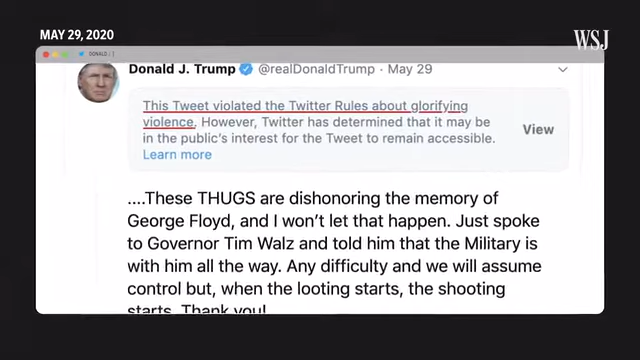 MAY 29, 2020
WSJ
Donald J. Trump @realDonaldTrump · May 29
This Tweet violated the Twitter Rules about glorifying
violence. However, Twitter has determined that it may be
in the public's interest for the Tweet to remain accessible.
Learn more
View
....These THUGS are dishonoring the memory of
George Floyd, and I won't let that happen. Just spoke
to Governor Tim Walz and told him that the Military is
with him all the way. Any difficulty and we will assume
control but, when the looting starts, the shooting
starts. Thank you!